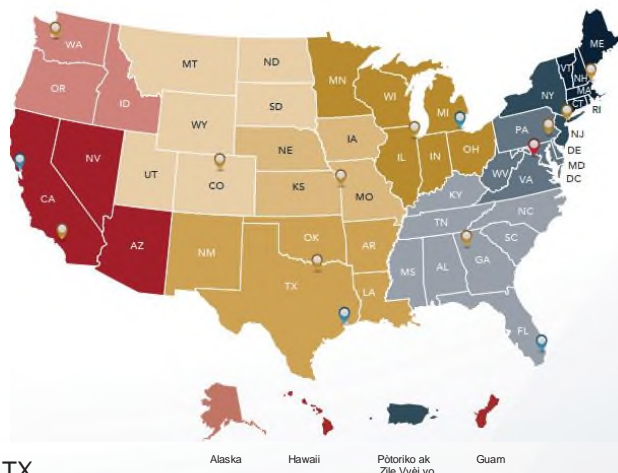 WA
OR
ID
MT
ND
SD
WY
NE
UT
CO
KS
CA
NV
AZ
NM
OK
TX
MN
WI
MI
IA
IL
IN
OH
MO
AR
LA
KY
TN
MS
AL
GA
SC
NC
FL
WV
VA
PA
NY
VT
NH
ME
MA
CT
RI
NJ
DE
MD
DC
Alaska
Hawaii
Pòtoriko ak
Zile Vyèj yo
Guam
TX